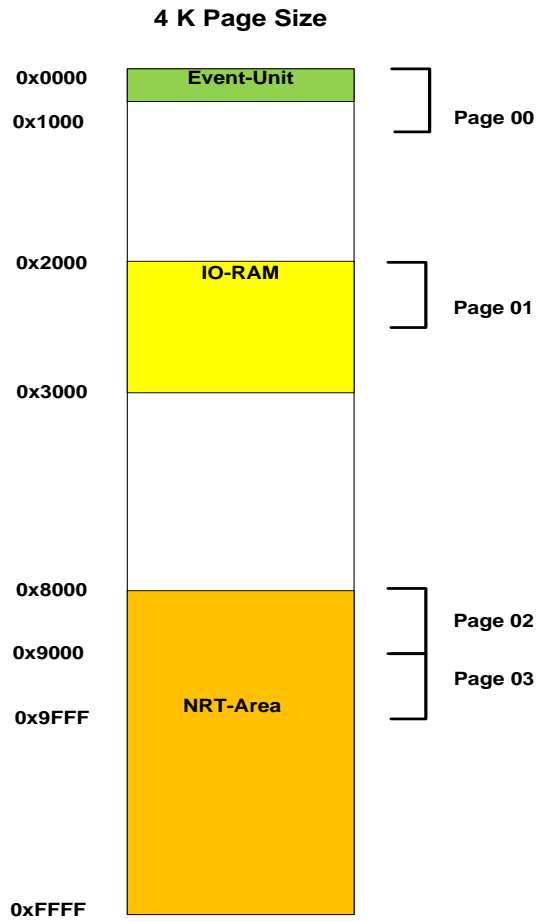 4 K Page Size
0x0000
Event-Unit
0x1000
Page 00
0x2000
IO-RAM
Page 01
0x3000
0x8000
Page 02
0x9000
Page 03
NRT-Area
0x9FFF
0xFFFF